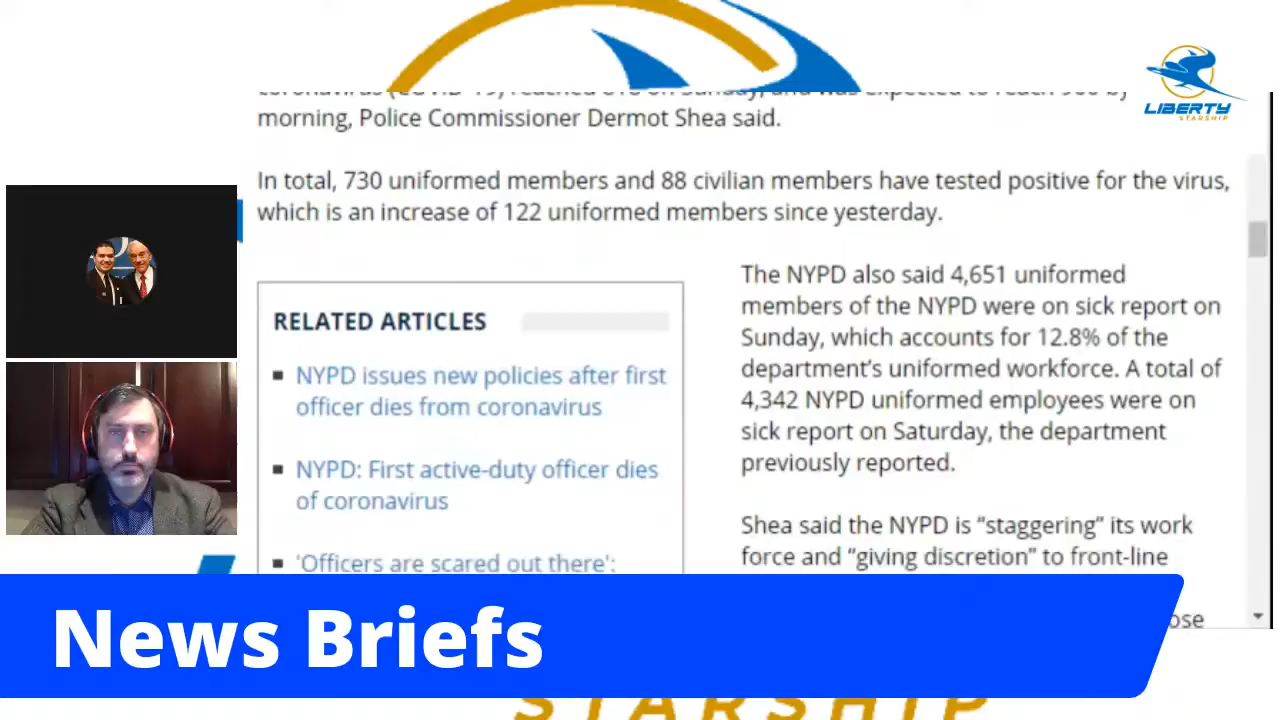 LIBERTY
STARSHIP
morning, Police Commissioner Dermot Shea said.
In total, 730 uniformed members and 88 civilian members have tested positive for the virus,
which is an increase of 122 uniformed members since yesterday.
RELATED ARTICLES
NYPD issues new policies after first
officer dies from coronavirus
NYPD: First active-duty officer dies
of coronavirus
'Officers are scared out there':
The NYPD also said 4,651 uniformed
members of the NYPD were on sick report on
Sunday, which accounts for 12.8% of the
department's uniformed workforce. A total of
4,342 NYPD uniformed employees were on
sick report on Saturday, the department
previously reported.
Shea said the NYPD is “staggering” its work
force and “giving discretion” to front-line
News Briefs
STARSHIP